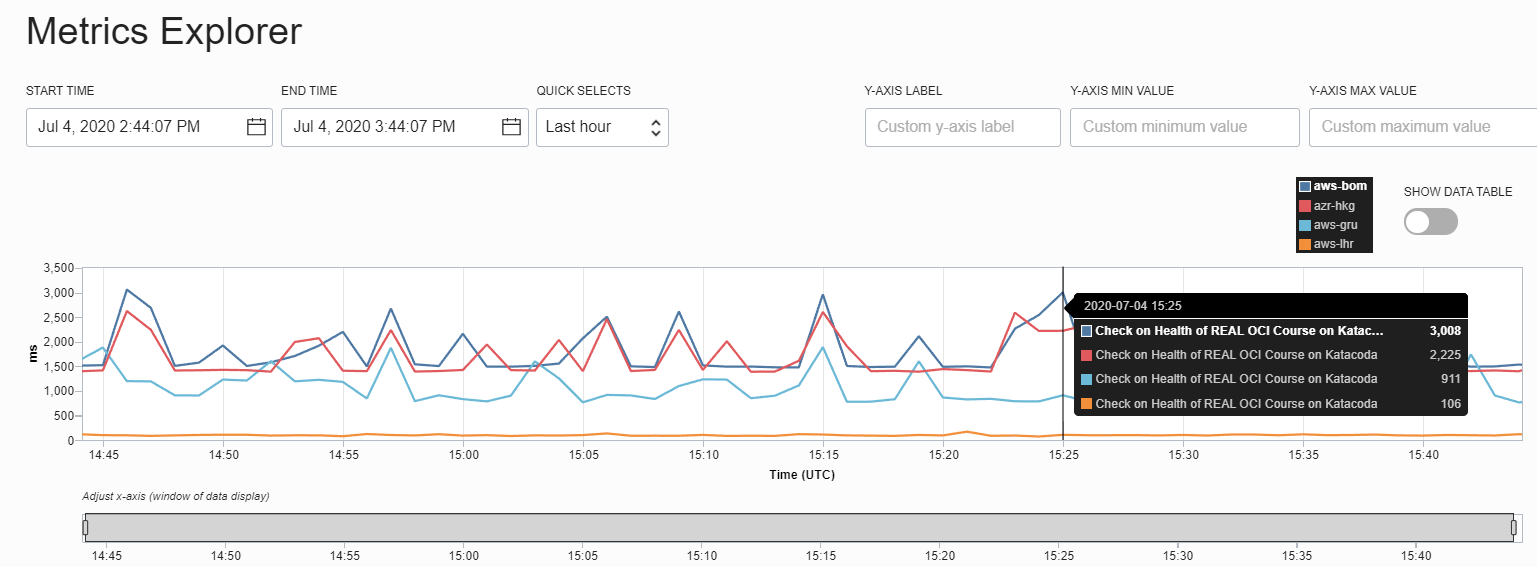 Metrics Explorer
START TIME END TIME QUICK SELECTS Y-AXIS LABEL Y-AXIS MIN VALUE Y-AXIS MAX VALUE
Jul 4, 2020 2:44:07 PM Jul 4, 2020 3:44:07 PM Last hour Custom y-axis label Custom minimum value Custom maximum value
aws-bom
azr-hkg
aws-gru
aws-lhr
SHOW DATA TABLE
3,500
3,000
2,500
2,000
1,500
1,000
500
0
ms
2020-07-04 15:25
Check on Health of REAL OCI Course on Katac... 3,008
Check on Health of REAL OCI Course on Katacoda 2,225
Check on Health of REAL OCI Course on Katacoda 911
Check on Health of REAL OCI Course on Katacoda 106
14:45 14:50 14:55 15:00 15:05 15:10 15:15 15:20 15:25 15:30 15:35 15:40
Time (UTC)
Adjust x-axis (window of data display)
14:45 14:50 14:55 15:00 15:05 15:10 15:15 15:20 15:25 15:30 15:35 15:40